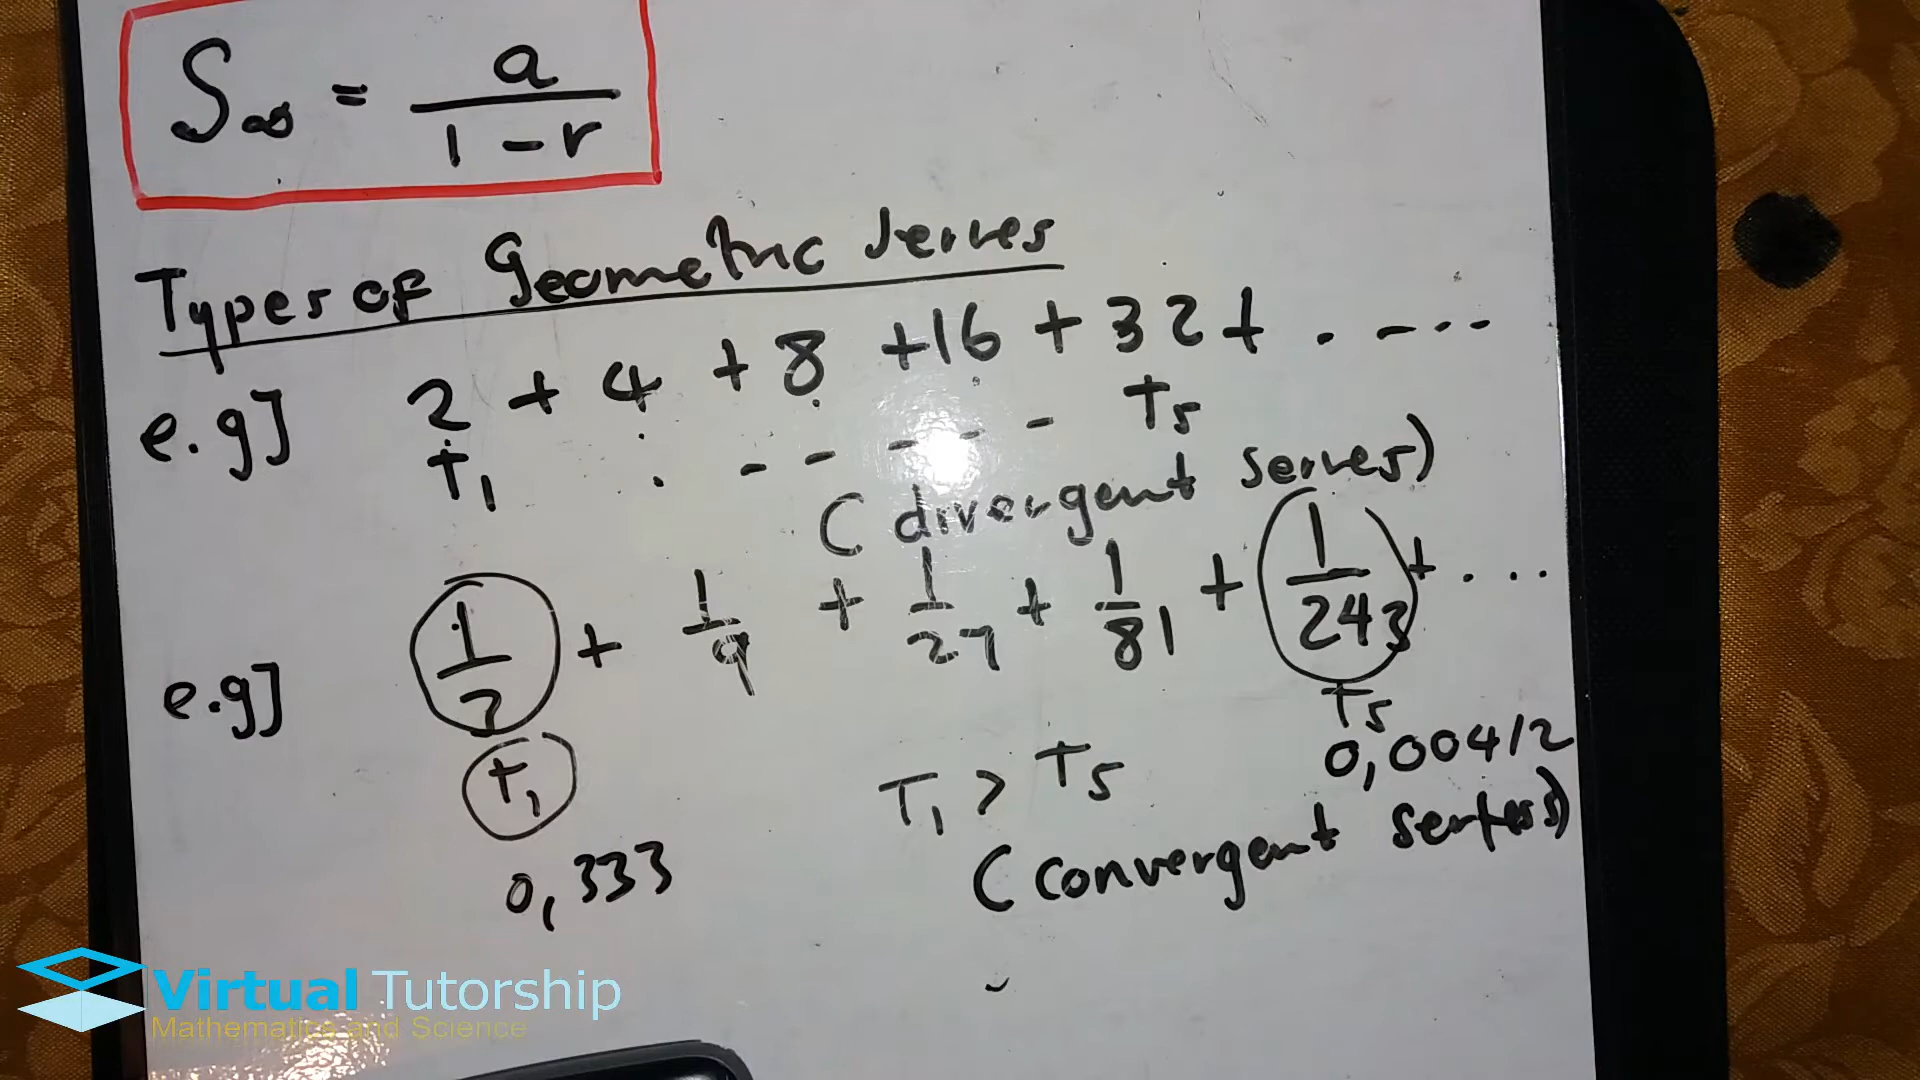 S∞ = a / 1 - r
Types of Geometric Series
e.g] 2 + 4 + 8 + 16 + 32 + . - . . .
T1 : . - - - - - T5
( divergent series)
e.g] 1/3 + 1/9 + 1/27 + 1/81 + 1/243 + . . . .
T1 T5
0,333 T1 > T5 0,00412
(convergent series)
Virtual Tutorship
Mathematics and Science